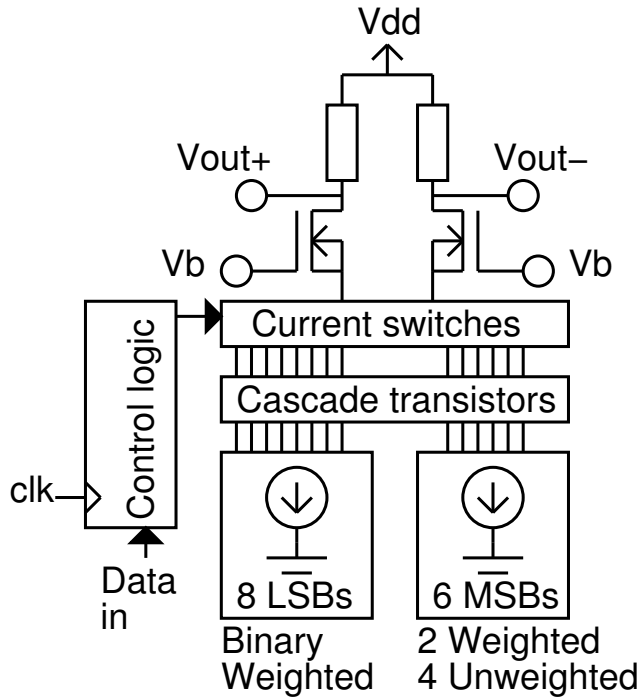 Vdd
Vout+
Vout−
Vb
Vb
Current switches
Control logic
Cascade transistors
clk
Data
in
8 LSBs
6 MSBs
Binary
Weighted
2 Weighted
4 Unweighted